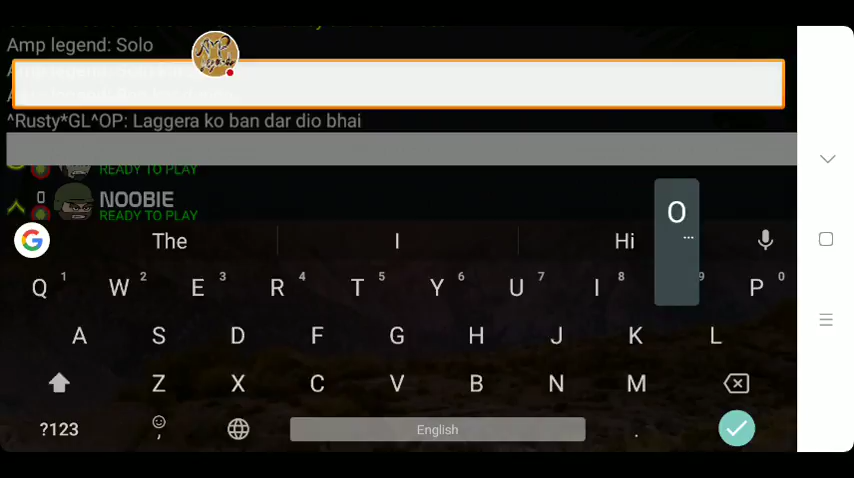 Amp legend: Solo
^Rusty*GL^OP: Laggera ko ban dar dio bhai
READY TO PLAY
0 NOOBIE
READY TO PLAY
The I Hi
O
Q 1 W 2 E 3 R 4 T 5 Y 6 U 7 I 8 9 P 0
A S D F G H J K L
Z X C V B N M
?123 , English .